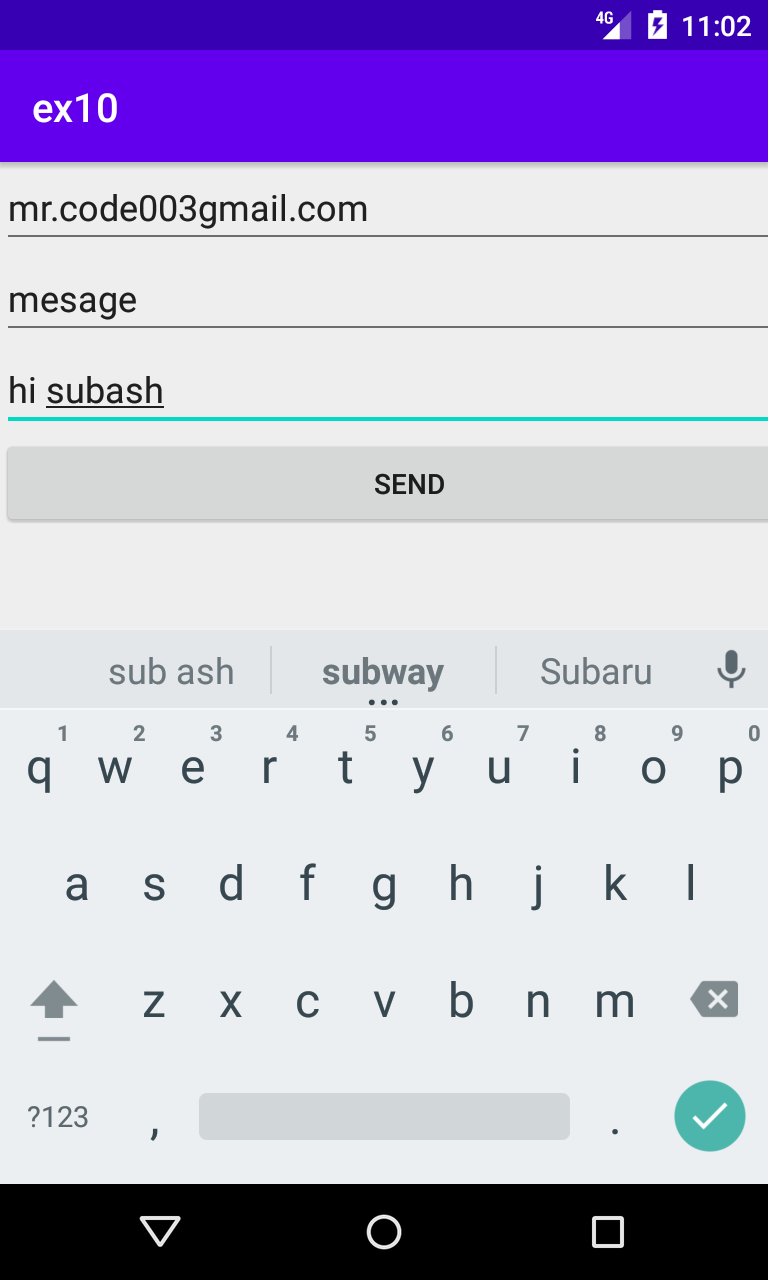 4G 11:02
ex10
mr.code003gmail.com
mesage
hi subash
SEND
sub ash subway Subaru
1 2 3 4 5 6 7 8 9 0
q w e r t y u i o p
a s d f g h j k l
z x c v b n m
?123 , .